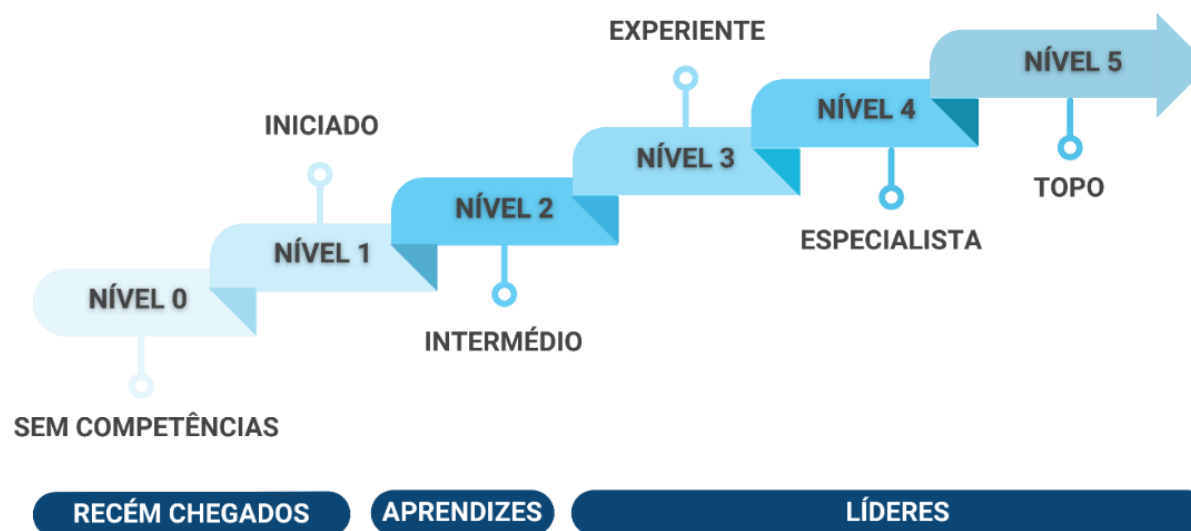 EXPERIENTE
NÍVEL 5
INICIADO
NÍVEL 4
NÍVEL 3
TOPO
NÍVEL 2
ESPECIALISTA
NÍVEL 1
NÍVEL 0
INTERMÉDIO
SEM COMPETÊNCIAS
RECÉM CHEGADOS
APRENDIZES
LÍDERES